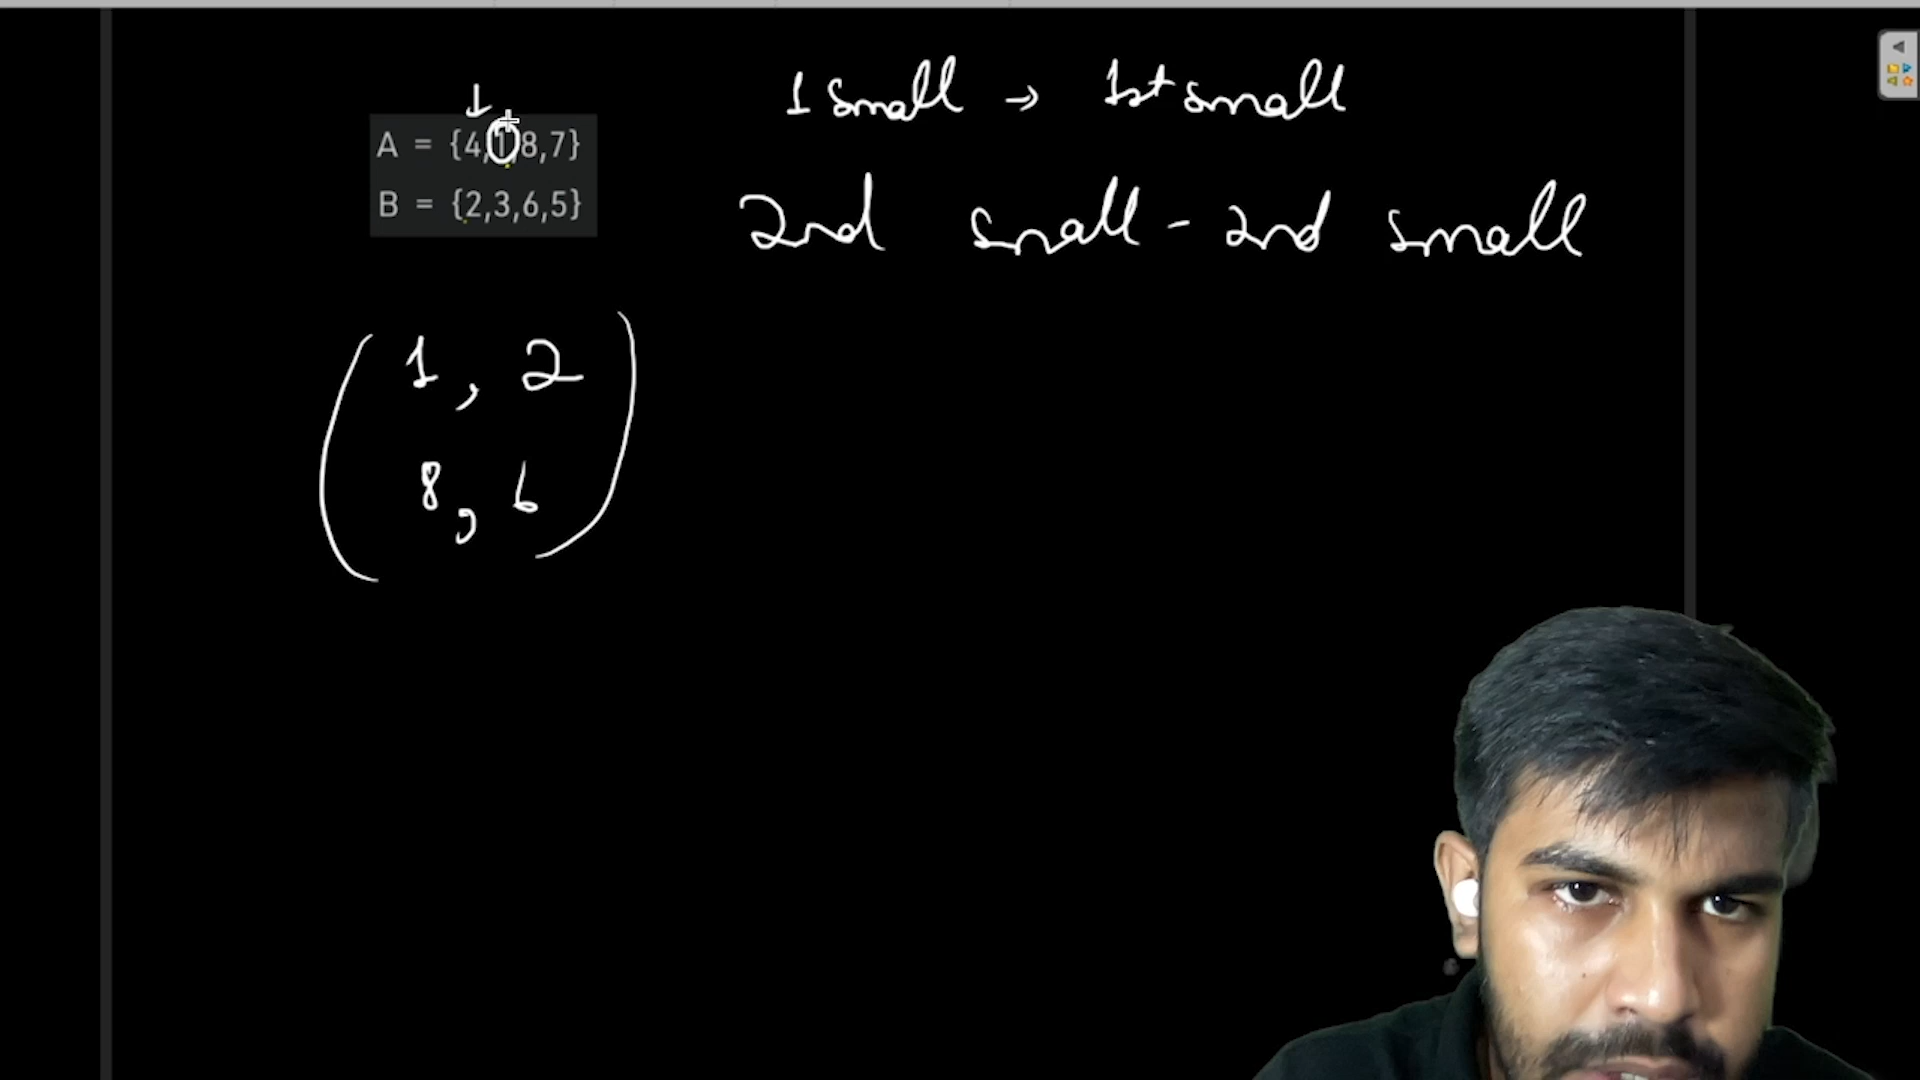 1 small → 1st small
A = {4,1,8,7}
B = {2,3,6,5}
2nd small - 2nd small
1, 2
8, 6